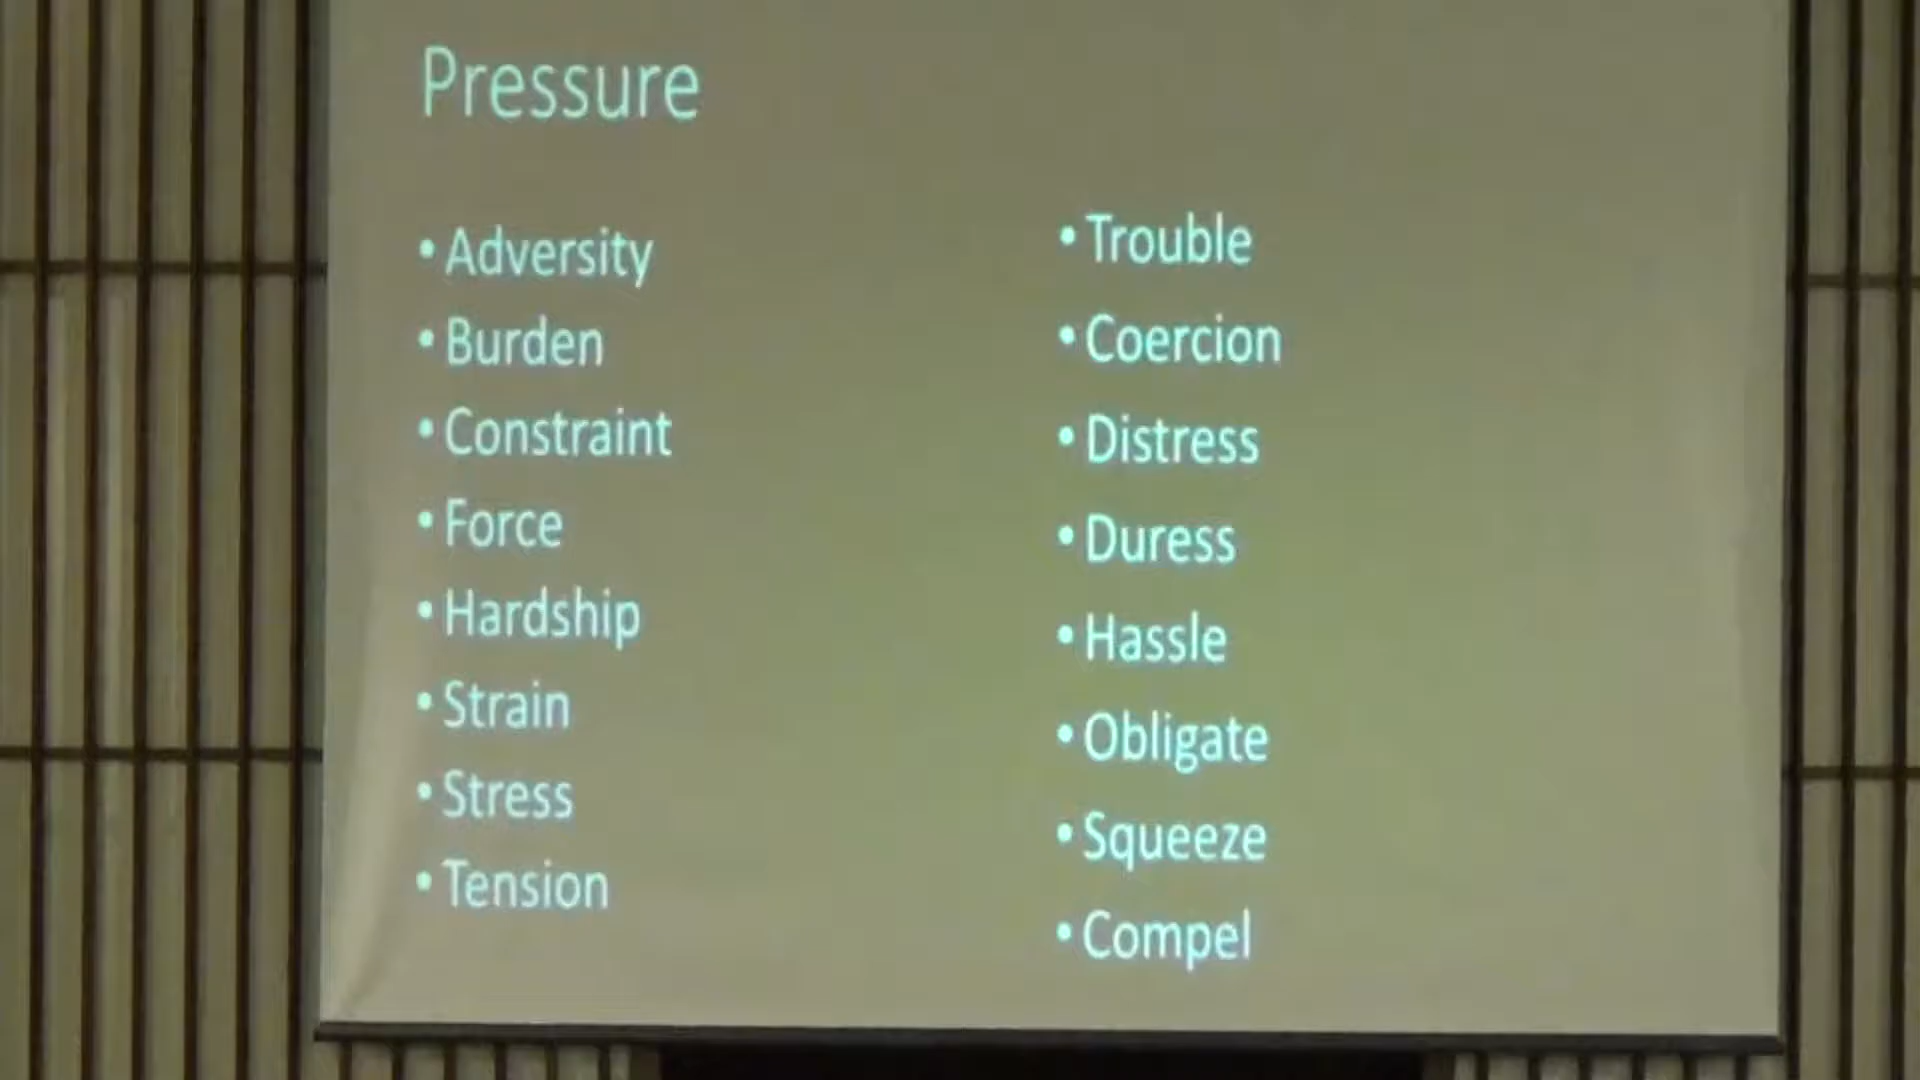 Pressure
• Adversity
• Burden
• Constraint
• Force
• Hardship
• Strain
• Stress
• Tension
• Trouble
• Coercion
• Distress
• Duress
• Hassle
• Obligate
• Squeeze
• Compel